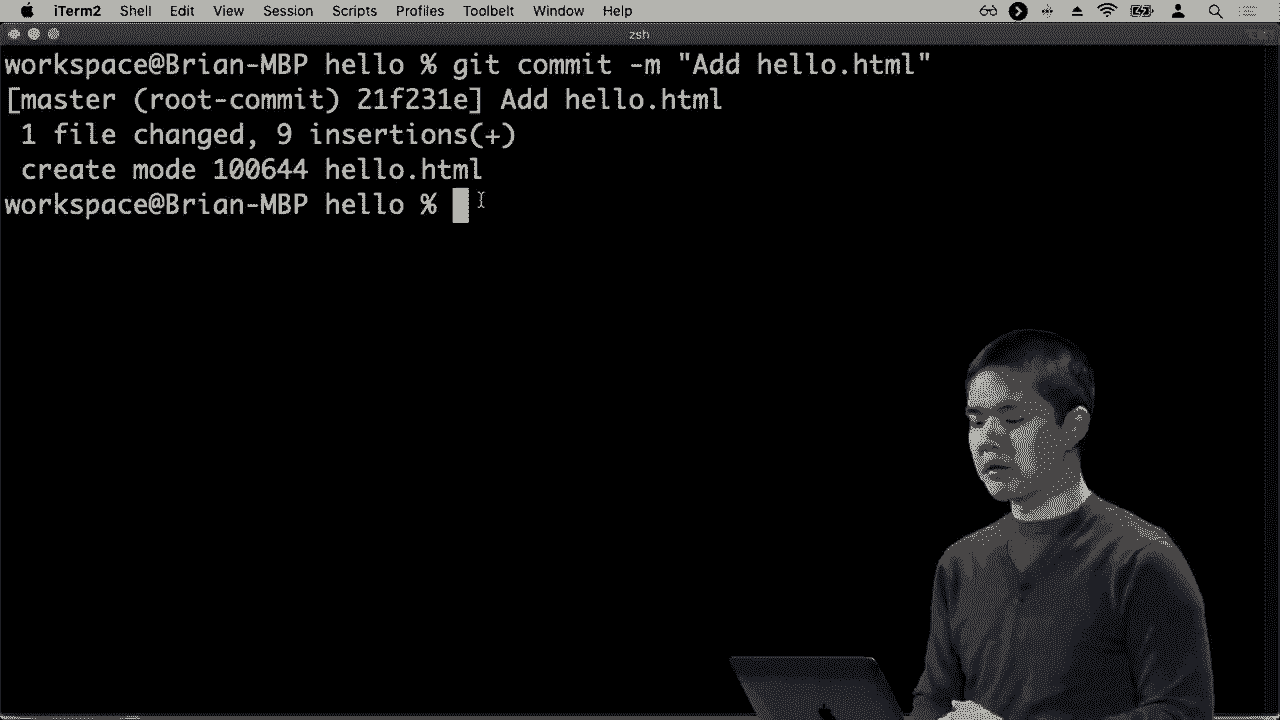 iTerm2 Shell Edit View Session Scripts Profiles Toolbelt Window Help
zsh
workspace@Brian-MBP hello % git commit -m "Add hello.html"
[master (root-commit) 21f231e] Add hello.html
 1 file changed, 9 insertions(+)
 create mode 100644 hello.html
workspace@Brian-MBP hello %